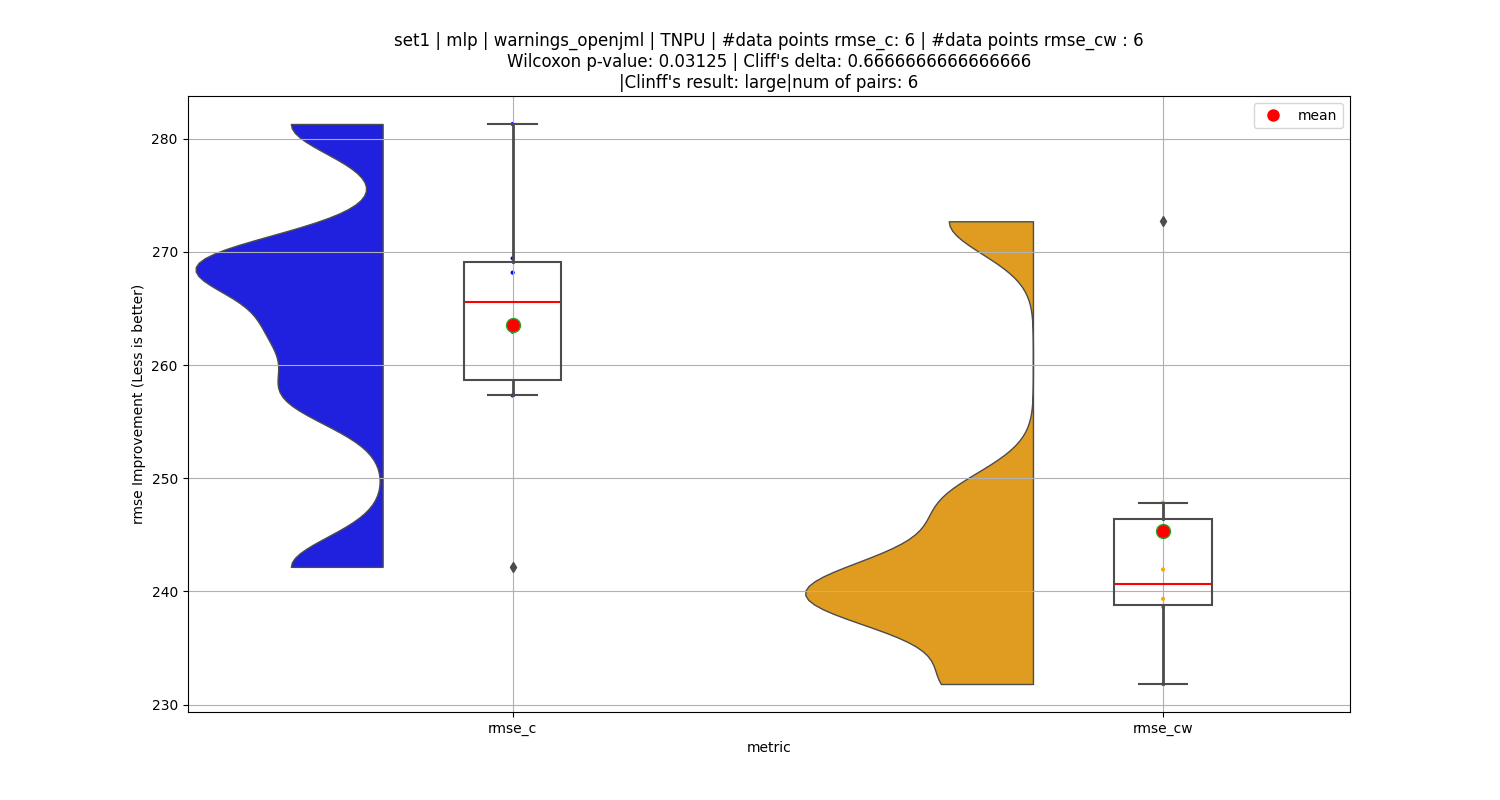 set1 | mlp | warnings_openjml | TNPU | #data points rmse_c: 6 | #data points rmse_cw : 6
Wilcoxon p-value: 0.03125 | Cliff's delta: 0.6666666666666666
|Clinff's result: large|num of pairs: 6
mean
280
270
260
250
240
230
rmse Improvement (Less is better)
rmse_c
rmse_cw
metric